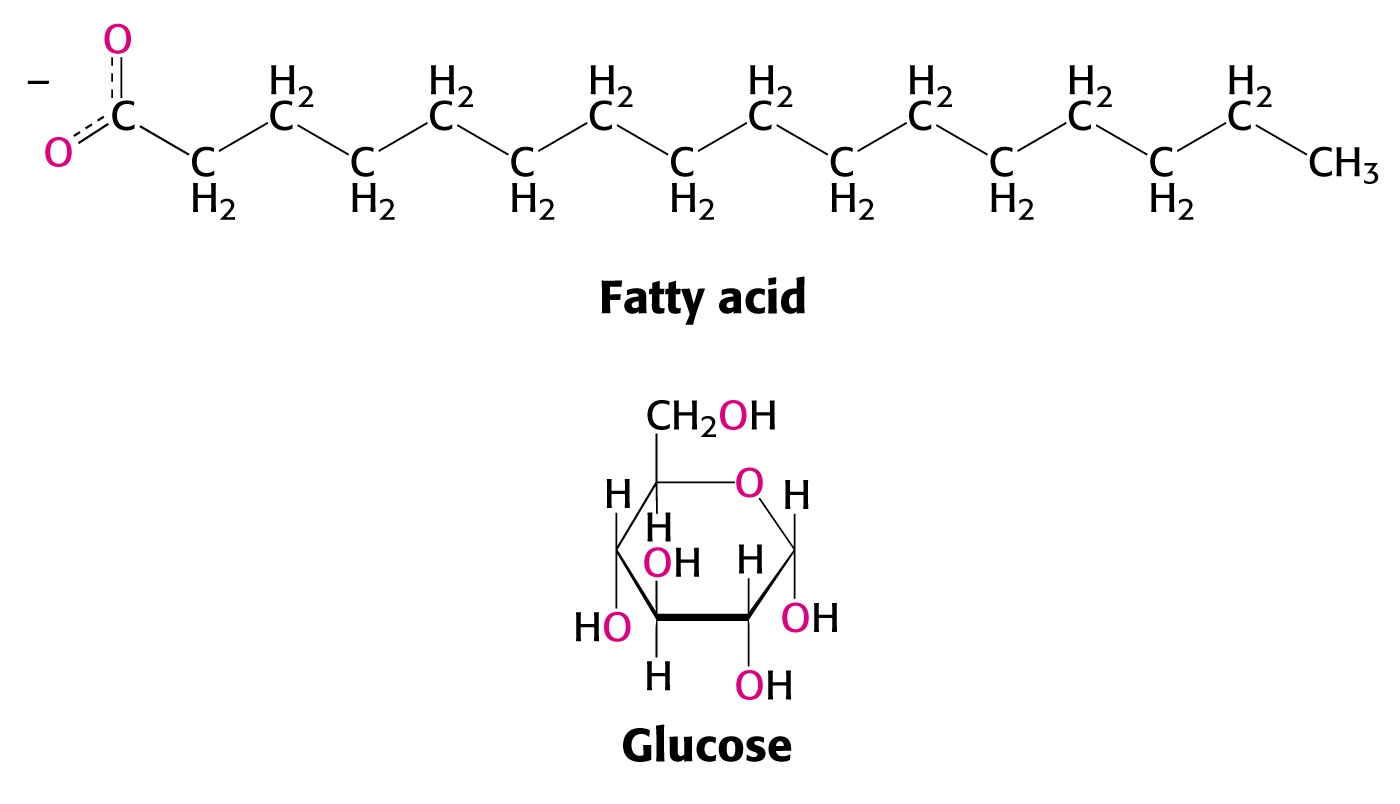 O
–
H₂ H₂ H₂ H₂ H₂ H₂ H₂
C C C C C C C C
O C C C C C C C CH₃
H₂ H₂ H₂ H₂ H₂ H₂ H₂
Fatty acid
CH₂OH
H O H
H
OH H
HO OH
H OH
Glucose